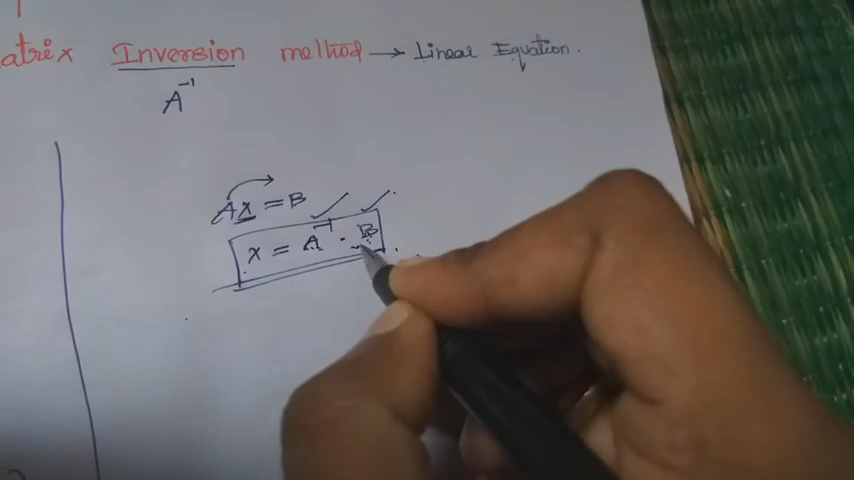 atrix Inversion method → Linear Equation.
A⁻¹
AX = B
x = A⁻¹ · B